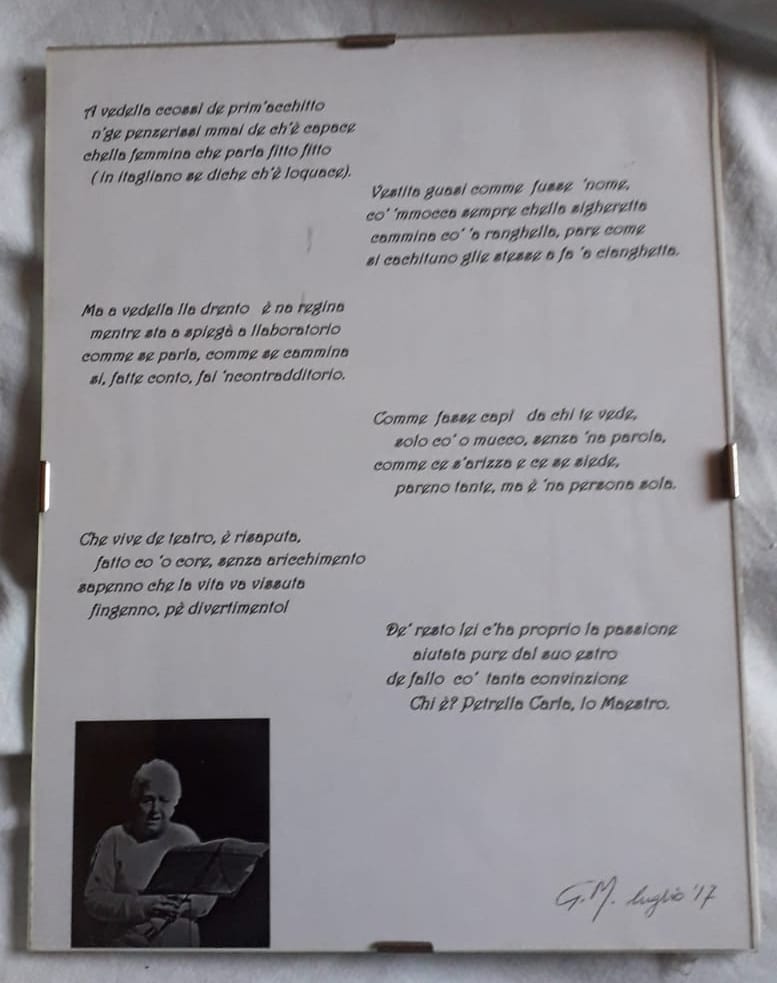 A vedella ccossì de prim'acchitto
n'ge penzerissi mmai de ch'è capace
chella femmina che parla fitto fitto
( in itagliano se diche ch'è loquace).
Vestita guasi comme fusse 'nome,
co' 'mmocca sempre chella sigheretta
cammina co' 'a ranghella, pare come
si cachituno glie stesse a fa 'a cianghetta.
Ma a vedella lla drento è na regina
mentre sta a spiegà a llaboratorio
comme se parla, comme se cammina
si, fatte conto, fai 'ncontradditorio.
Comme fasse capì da chi te vede,
solo co' o mucco, senza 'na parola,
comme ce s'arizza e ce se siede,
pareno tante, ma è 'na persona sola.
Che vive de teatro, è risaputa,
fatto co 'o core, senza aricchimento
sapenno che la vita va vissuta
fingenno, pè divertimento!
De' resto lei c'ha proprio la passione
aiutata pure dal suo estro
de fallo co' tanta convinzione
Chi è? Petrella Carla, lo Maestro.
G.M. luglio '17